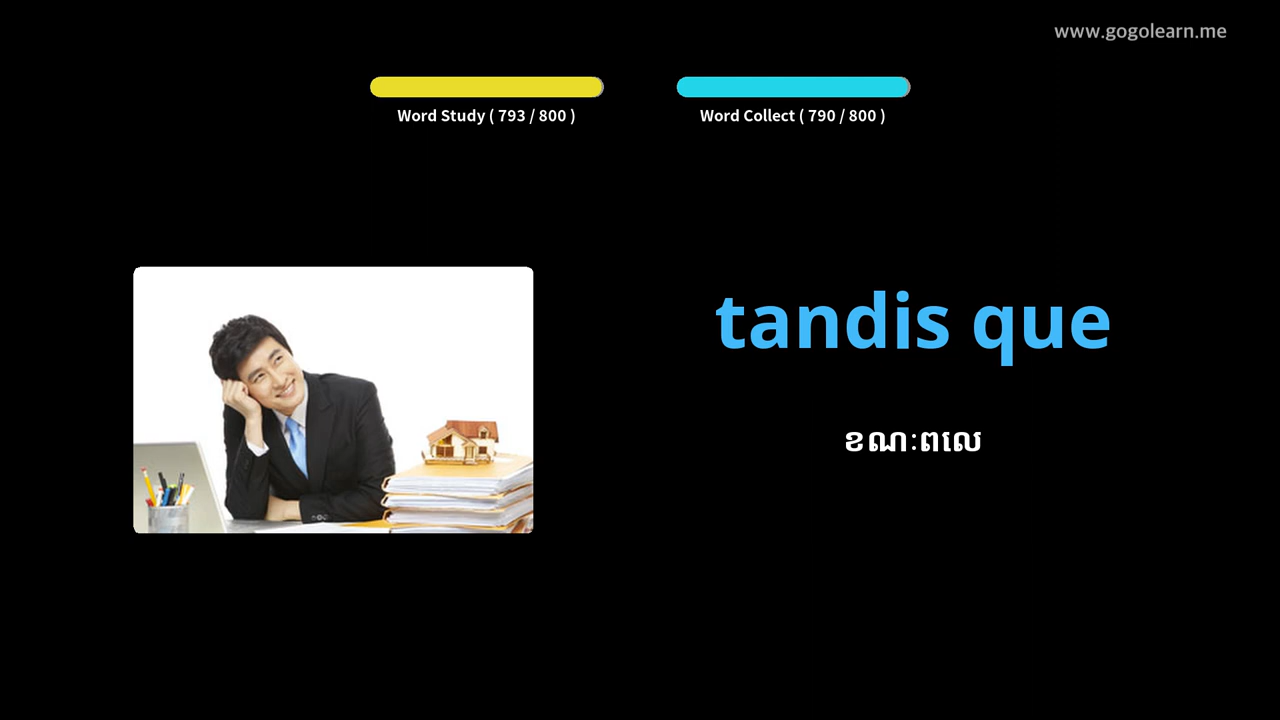 www.gogolearn.me
Word Study ( 793 / 800 )
Word Collect ( 790 / 800 )
tandis que
ខណៈពលេ